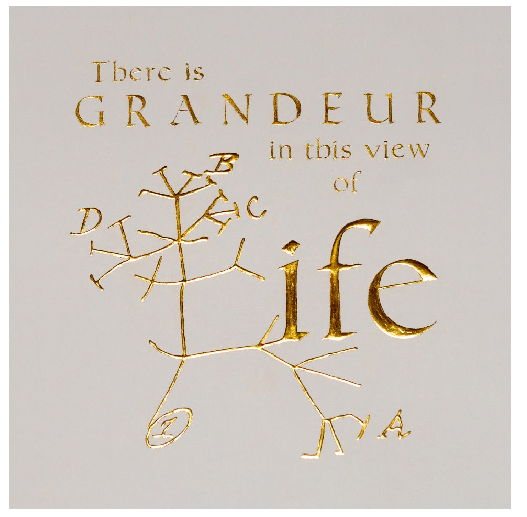 There is
GRANDEUR
in this view
of
Life
B
D
C
1
A